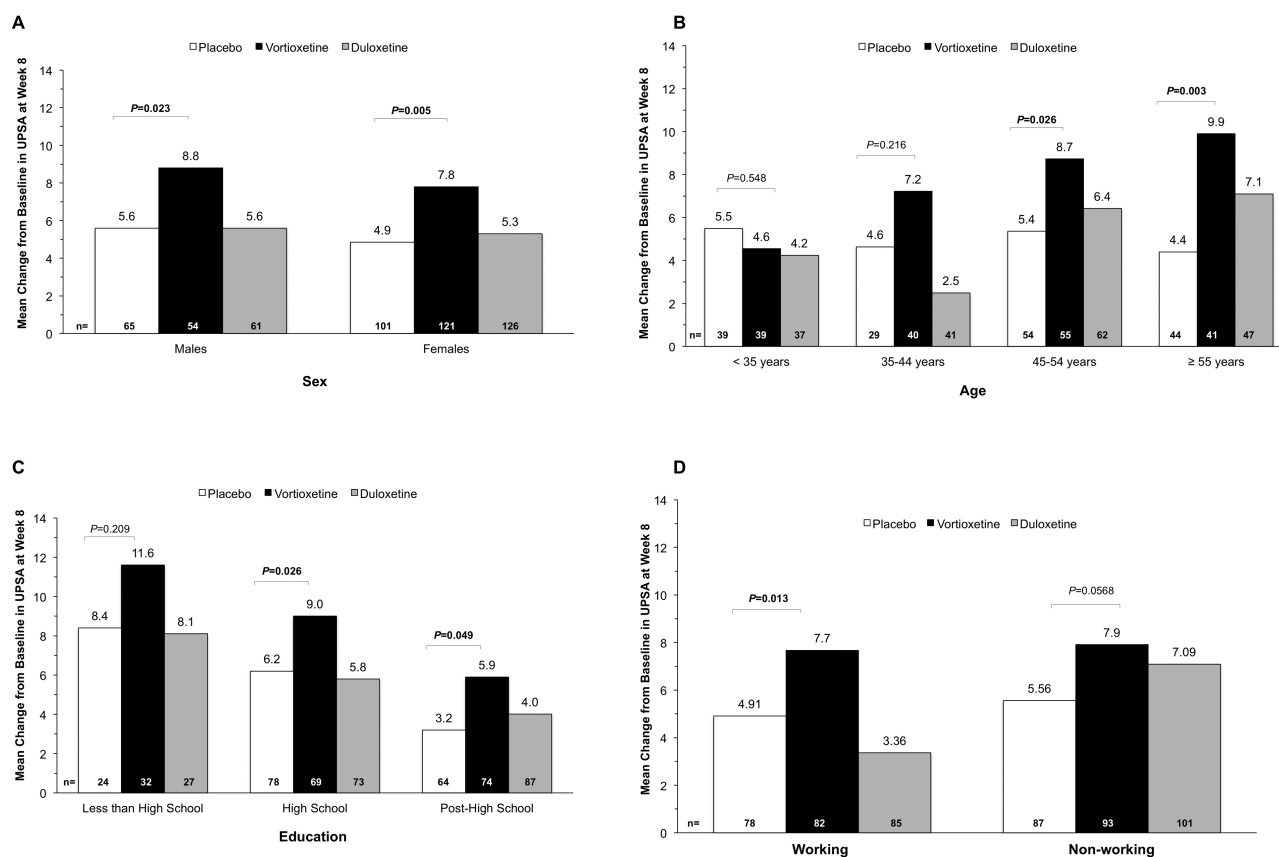 A
Placebo Vortioxetine Duloxetine
Mean Change from Baseline in UPSA at Week 8
14
12
10
8
6
4
2
0
P=0.023
P=0.005
5.6 8.8 5.6
4.9 7.8 5.3
n= 65 54 61 101 121 126
Males Females
Sex
B
Placebo Vortioxetine Duloxetine
Mean Change from Baseline in UPSA at Week 8
14
12
10
8
6
4
2
0
P=0.548
P=0.216
P=0.026
P=0.003
5.5 4.6 4.2
4.6 7.2 2.5
5.4 8.7 6.4
4.4 9.9 7.1
n= 39 39 37 29 40 41 54 55 62 44 41 47
< 35 years 35-44 years 45-54 years ≥ 55 years
Age
C
Placebo Vortioxetine Duloxetine
Mean Change from Baseline in UPSA at Week 8
14
12
10
8
6
4
2
0
P=0.209
P=0.026
P=0.049
8.4 11.6 8.1
6.2 9.0 5.8
3.2 5.9 4.0
n= 24 32 27 78 69 73 64 74 87
Less than High School High School Post-High School
Education
D
Placebo Vortioxetine Duloxetine
Mean Change from Baseline in UPSA at Week 8
14
12
10
8
6
4
2
0
P=0.013
P=0.0568
4.91 7.7 3.36
5.56 7.9 7.09
n= 78 82 85 87 93 101
Working Non-working